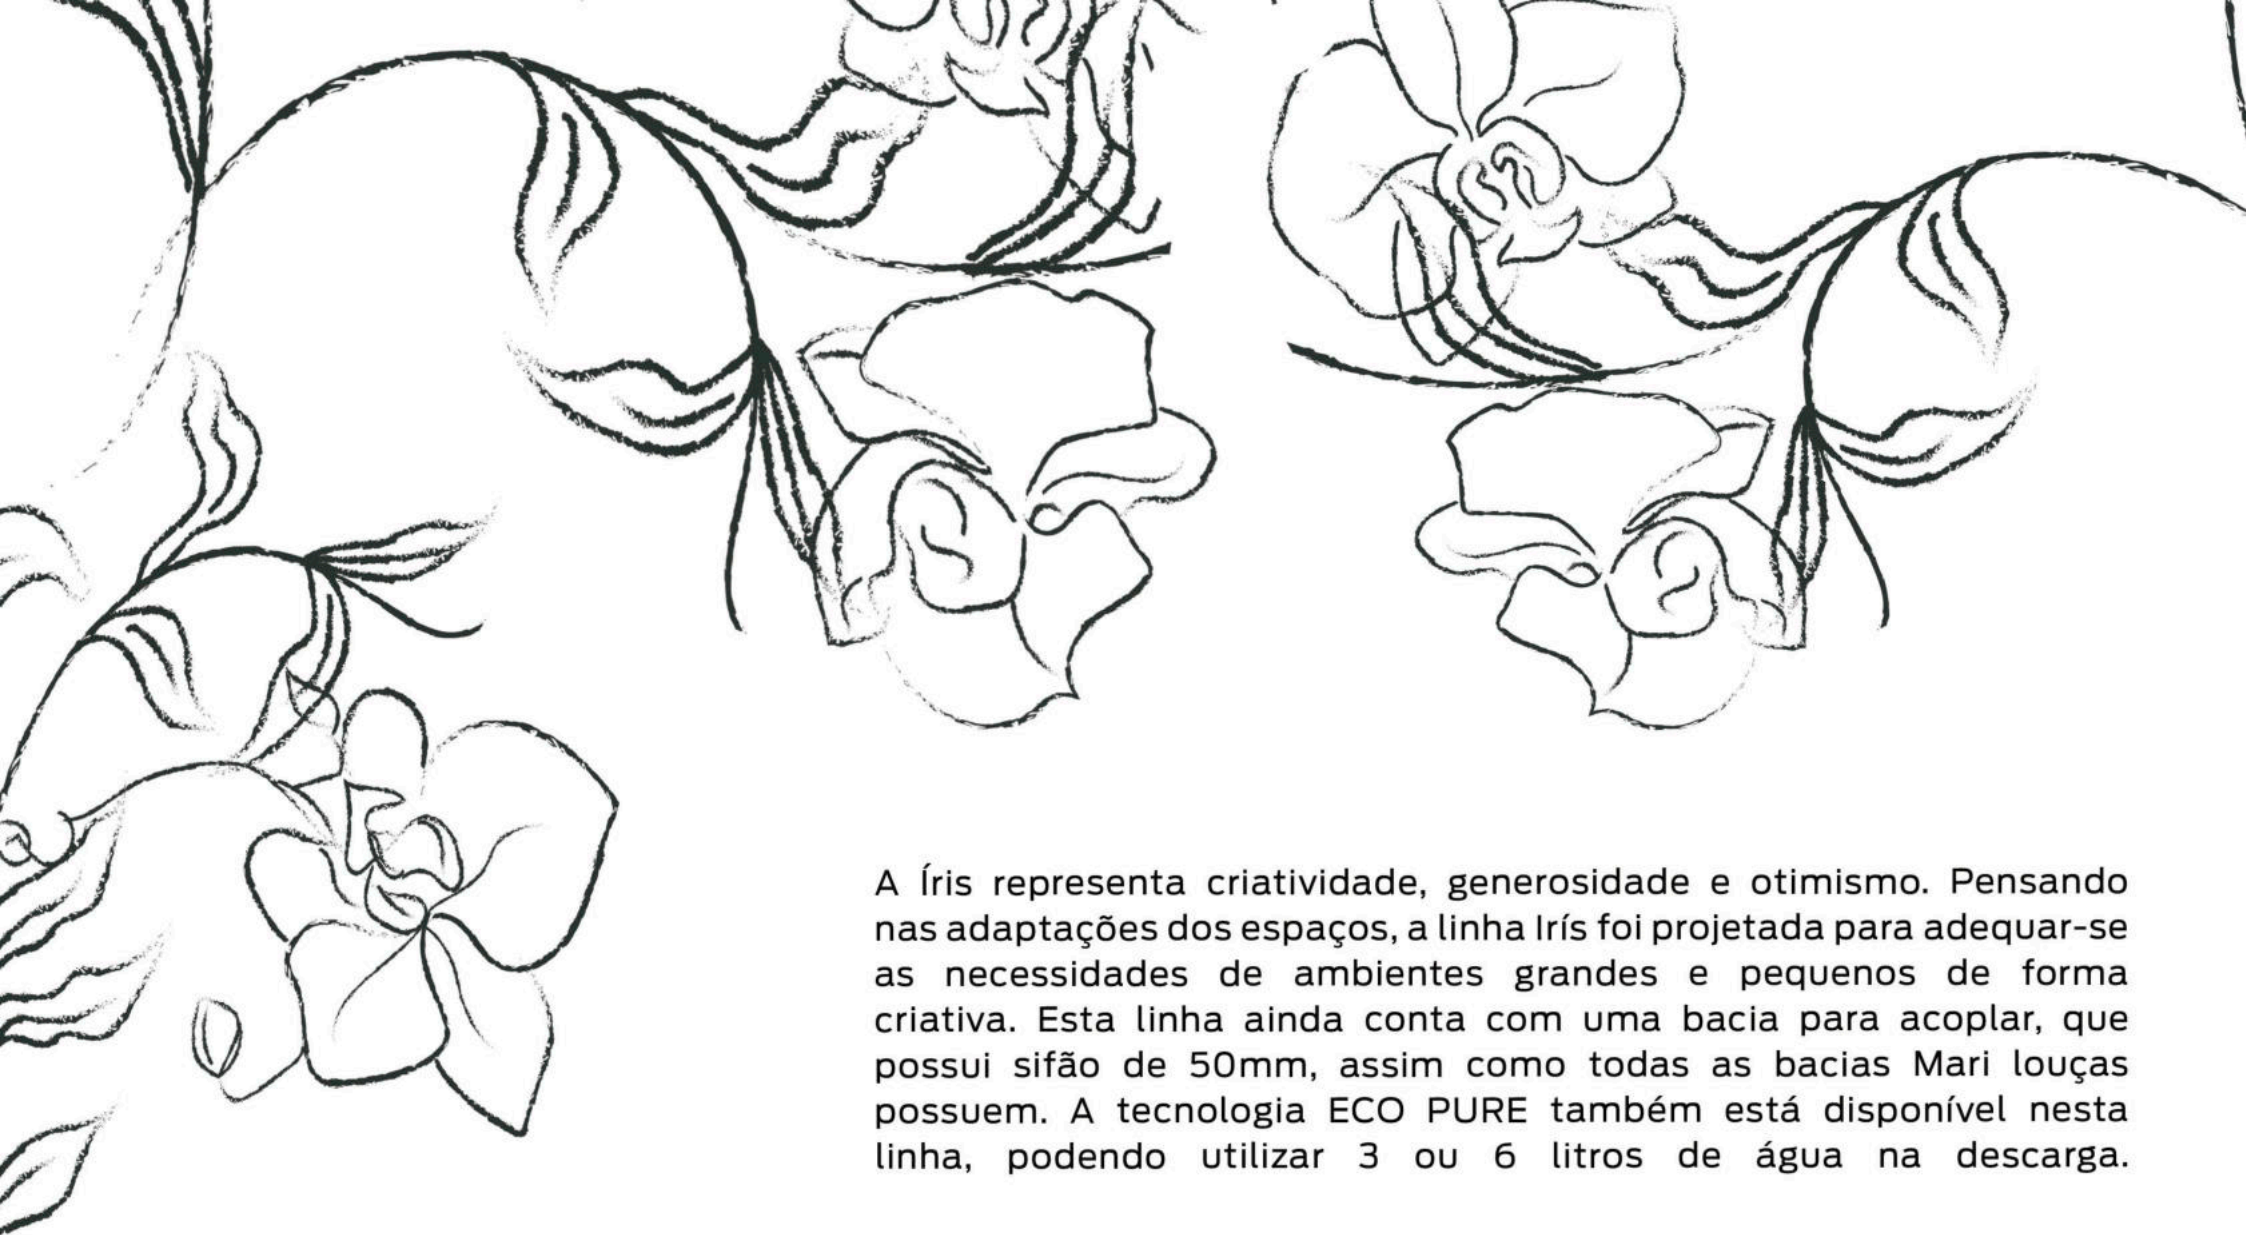 A Íris representa criatividade, generosidade e otimismo. Pensando
nas adaptações dos espaços, a linha Irís foi projetada para adequar-se
as necessidades de ambientes grandes e pequenos de forma
criativa. Esta linha ainda conta com uma bacia para acoplar, que
possui sifão de 50mm, assim como todas as bacias Mari louças
possuem. A tecnologia ECO PURE também está disponível nesta
linha, podendo utilizar 3 ou 6 litros de água na descarga.